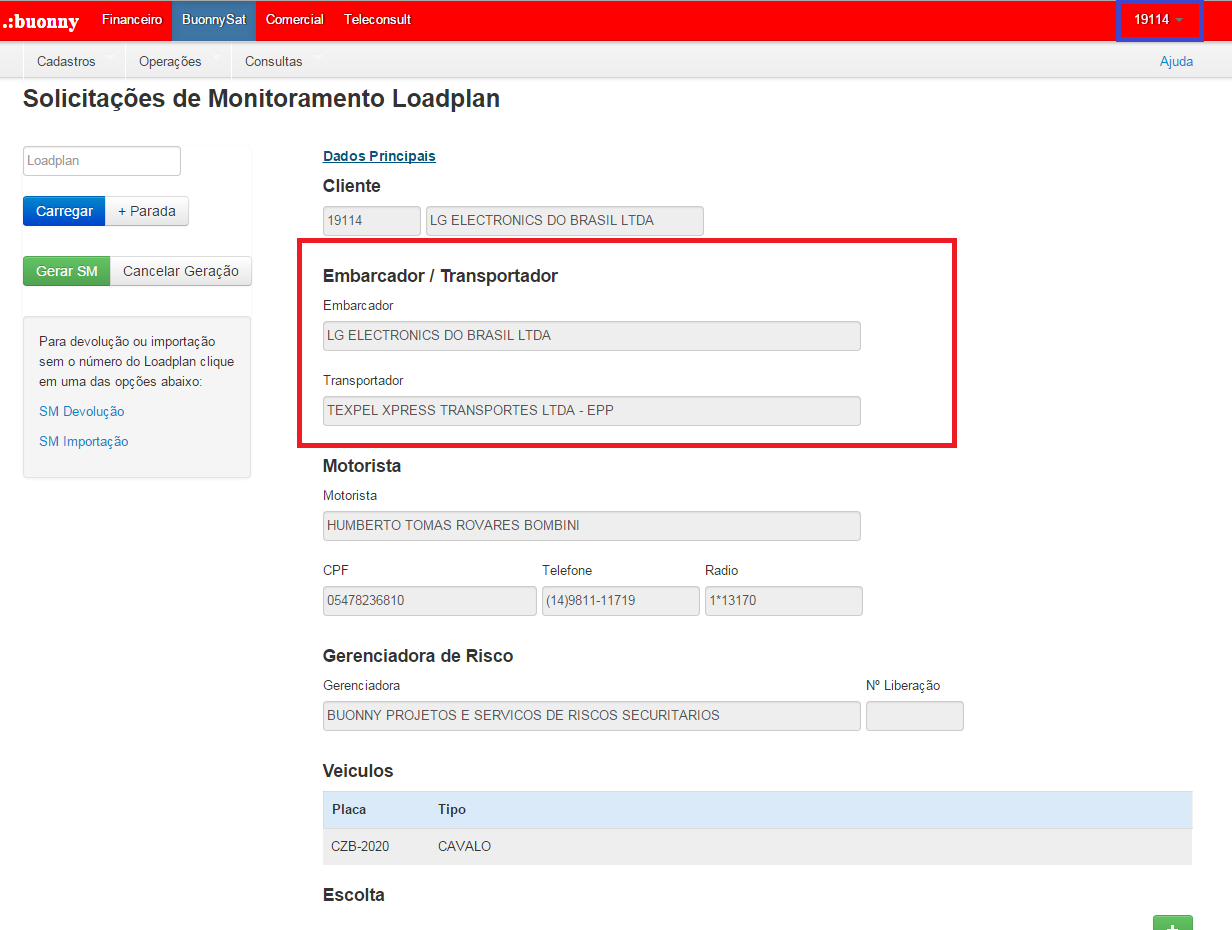 .:buonny Financeiro BuonnySat Comercial Teleconsult 19114
Cadastros Operações Consultas Ajuda
Solicitações de Monitoramento Loadplan
Loadplan
Carregar + Parada
Gerar SM Cancelar Geração
Para devolução ou importação
sem o número do Loadplan clique
em uma das opções abaixo:
SM Devolução
SM Importação
Dados Principais
Cliente
19114 LG ELECTRONICS DO BRASIL LTDA
Embarcador / Transportador
Embarcador
LG ELECTRONICS DO BRASIL LTDA
Transportador
TEXPEL XPRESS TRANSPORTES LTDA - EPP
Motorista
Motorista
HUMBERTO TOMAS ROVARES BOMBINI
CPF Telefone Radio
05478236810 (14)9811-11719 1*13170
Gerenciadora de Risco
Gerenciadora Nº Liberação
BUONNY PROJETOS E SERVICOS DE RISCOS SECURITARIOS
Veiculos
Placa Tipo
CZB-2020 CAVALO
Escolta